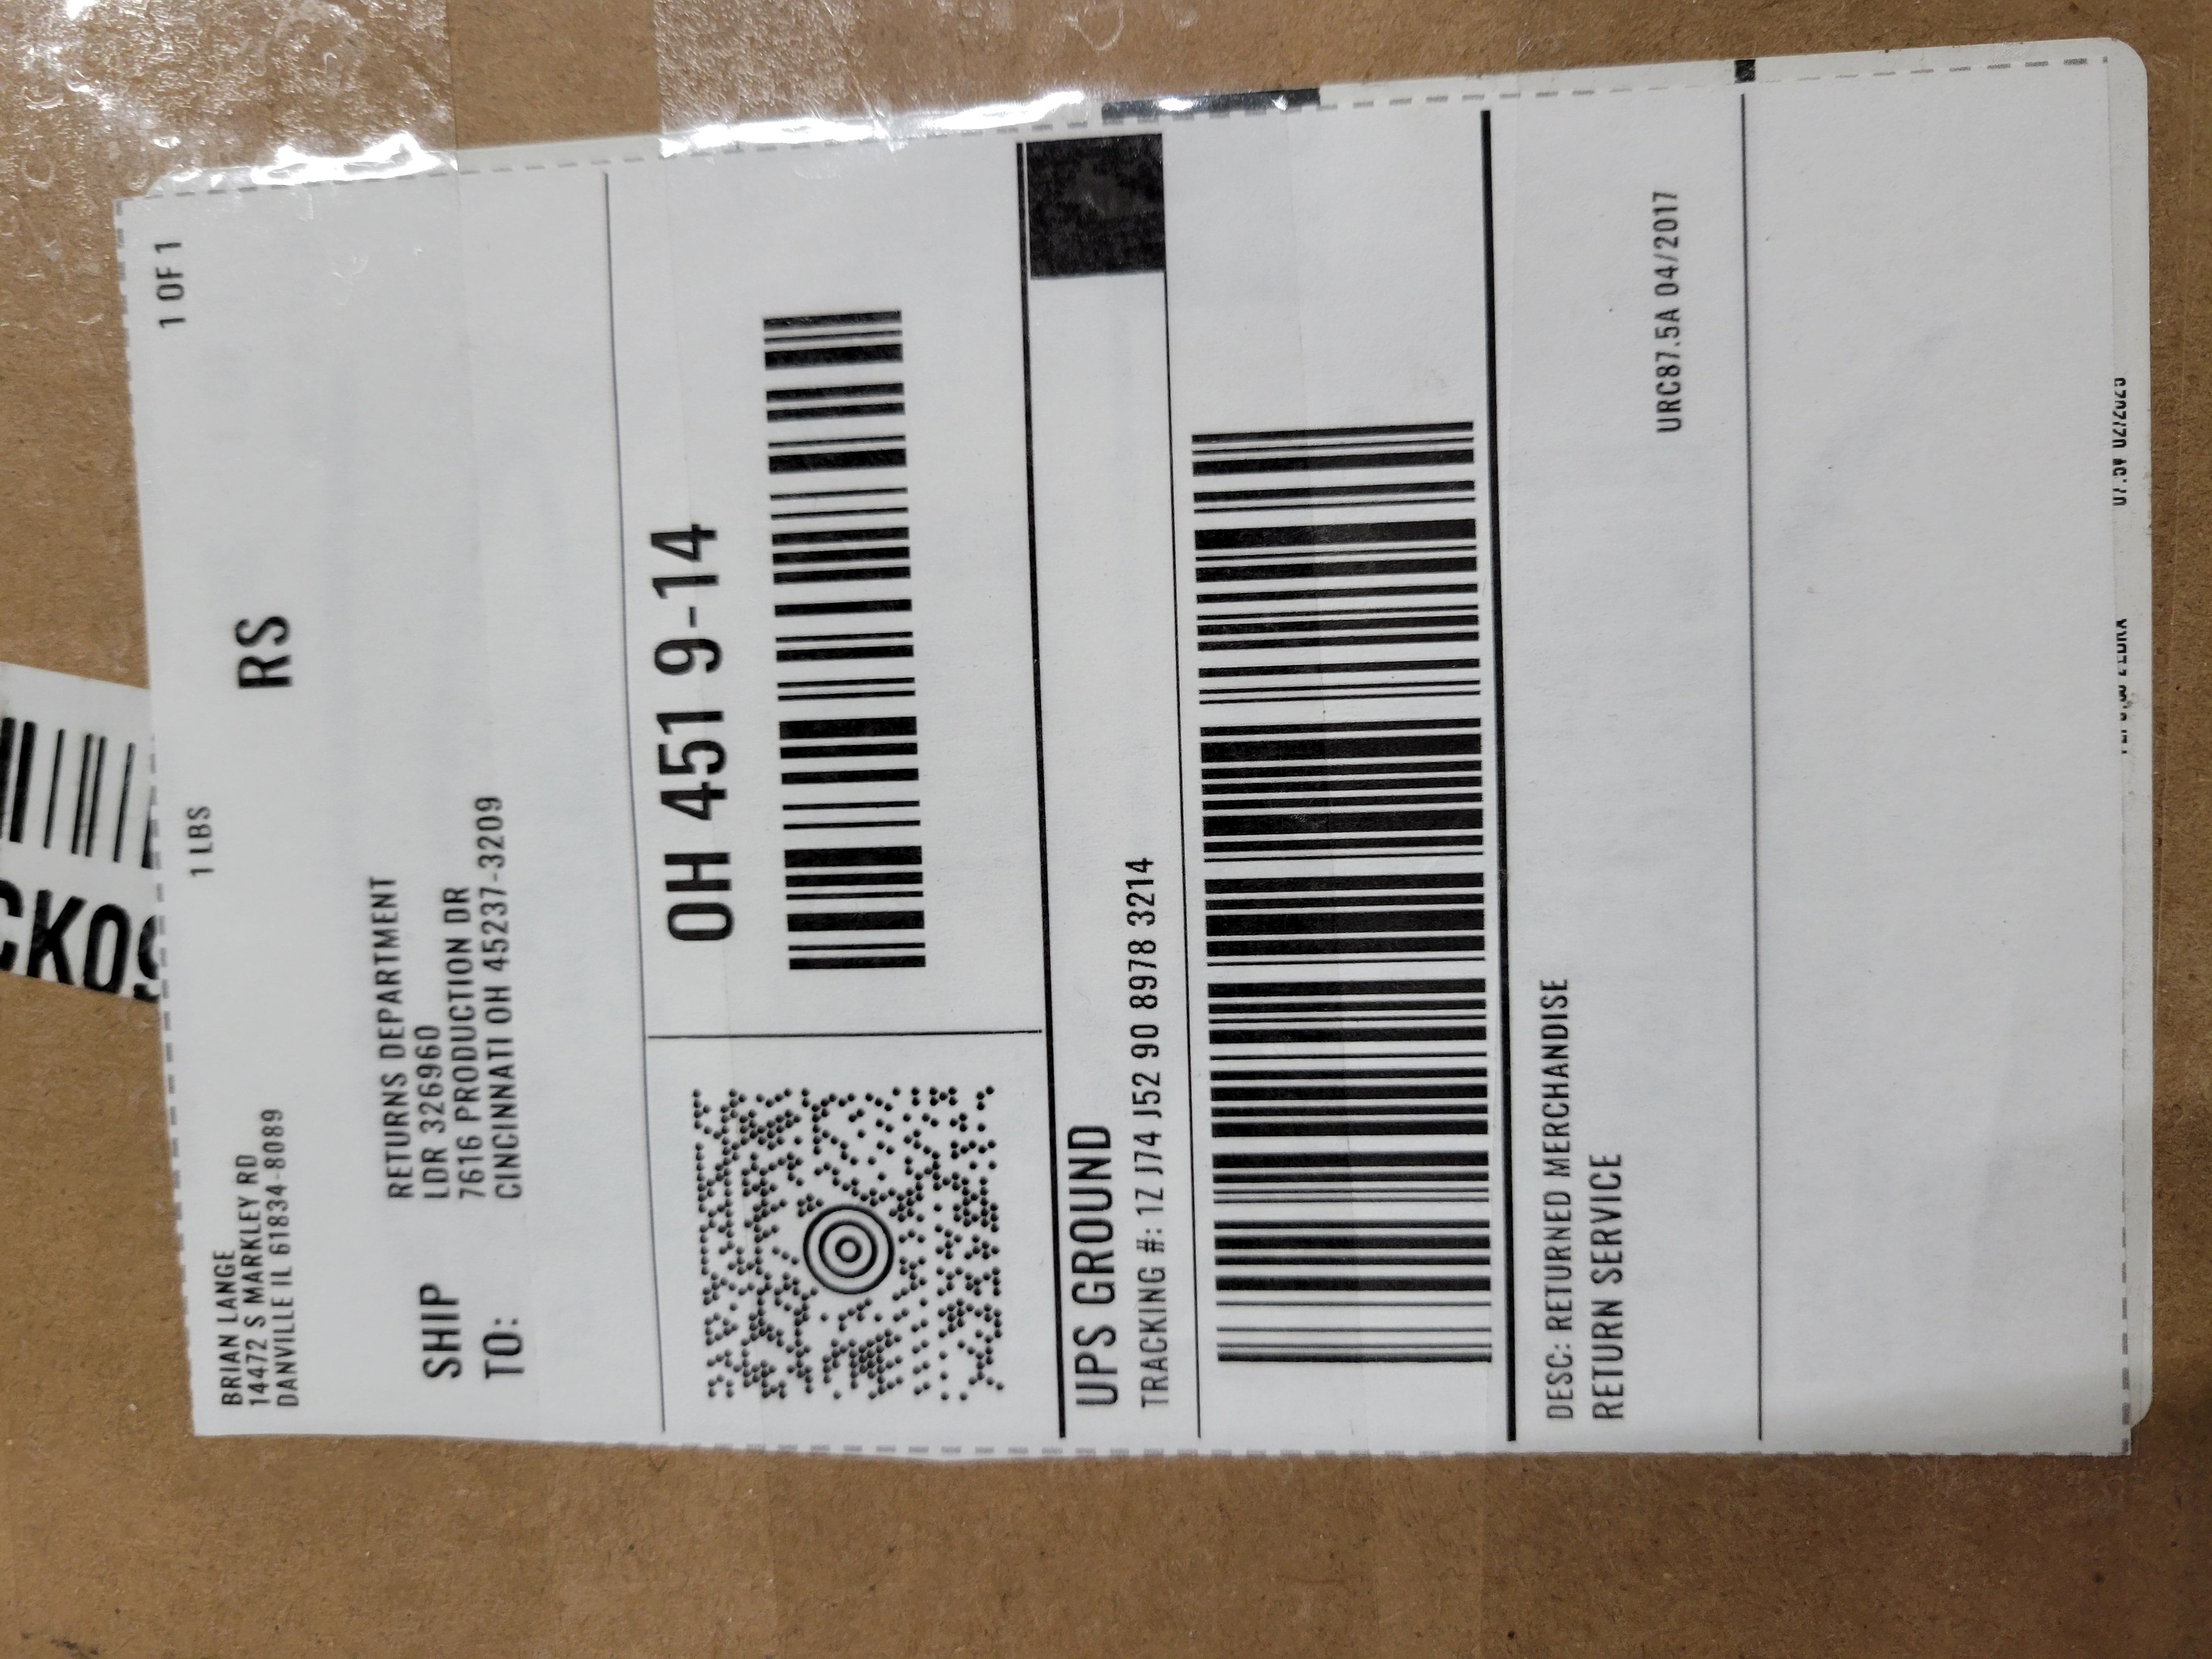 BRIAN LANGE
14472 S MARKLEY RD
DANVILLE IL 61834-8089
1 LBS
1 OF 1
RS
SHIP
TO:
RETURNS DEPARTMENT
LDR 326960
7616 PRODUCTION DR
CINCINNATI OH 45237-3209
OH 451 9-14
UPS GROUND
TRACKING #: 1Z J74 J52 90 8978 3214
DESC: RETURNED MERCHANDISE
RETURN SERVICE
URC87.5A 04/2017